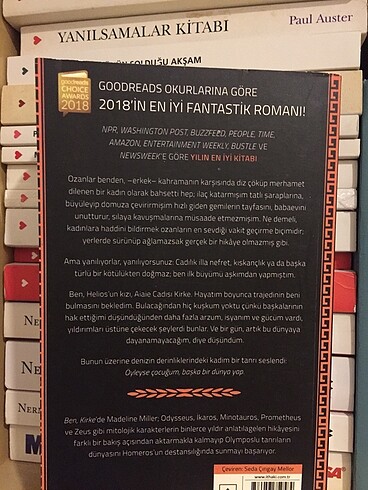 Paul Auster
YANILSAMALAR KİTABI
OLDUĞU AKŞAM
goodreads
CHOICE
AWARDS
2018
GOODREADS OKURLARINA GÖRE
2018'İN EN İYİ FANTASTİK ROMANI!
NPR, WASHINGTON POST, BUZZFEED, PEOPLE, TIME,
AMAZON, ENTERTAINMENT WEEKLY, BUSTLE VE
NEWSWEEK'E GÖRE YILIN EN İYİ KİTABI
Ozanlar benden, –erkek– kahramanın karşısında diz çöküp merhamet
dilenen bir kadın olarak bahsetti hep; ilaç katarmışım tatlı şaraplarına,
büyüleyip domuza çevirirmişim hızlı giden gemilerin tayfasını, babaevini
unutturur, sılaya kavuşmalarına müsaade etmezmişim. Ne demeli,
kadınlara haddini bildirmek ozanların en sevdiği vakit geçirme biçimidir;
yerlerde sürünüp ağlamazsak gerçek bir hikâye olmazmış gibi.
Ama yanılıyorlar, yanılıyorsunuz: Cadılık illa nefret, kıskançlık ya da başka
türlü bir kötülükten doğmaz; ben ilk büyümü aşkımdan yapmıştım.
Ben, Helios'un kızı, Aiaie Cadısı Kirke. Hayatım boyunca trajedinin beni
bulmasını bekledim. Bulacağından hiç kuşkum yoktu çünkü başkalarının
hak ettiğimi düşündüğünden daha fazla arzum, isyanım ve gücüm vardı,
yıldırımları üstüne çekecek şeylerdi bunlar. Ve bir gün, artık bu dünyaya
dayanamayacağım, diye düşündüm.
Bunun üzerine denizin derinliklerindeki kadim bir tanrı seslendi:
Öyleyse çocuğum, başka bir dünya yap.
Ben, Kirke'de Madeline Miller; Odysseus, İkaros, Minotauros, Prometheus
ve Zeus gibi mitolojik karakterlerin binlerce yıldır anlatılagelen hikâyesini
farklı bir bakış açısından aktarmakla kalmayıp Olymposlu tanrıların
dünyasını Homeros'un destansılığında sunmayı başarıyor.
Çeviren: Seda Çıngay Mellor
www.ithaki.com.tr